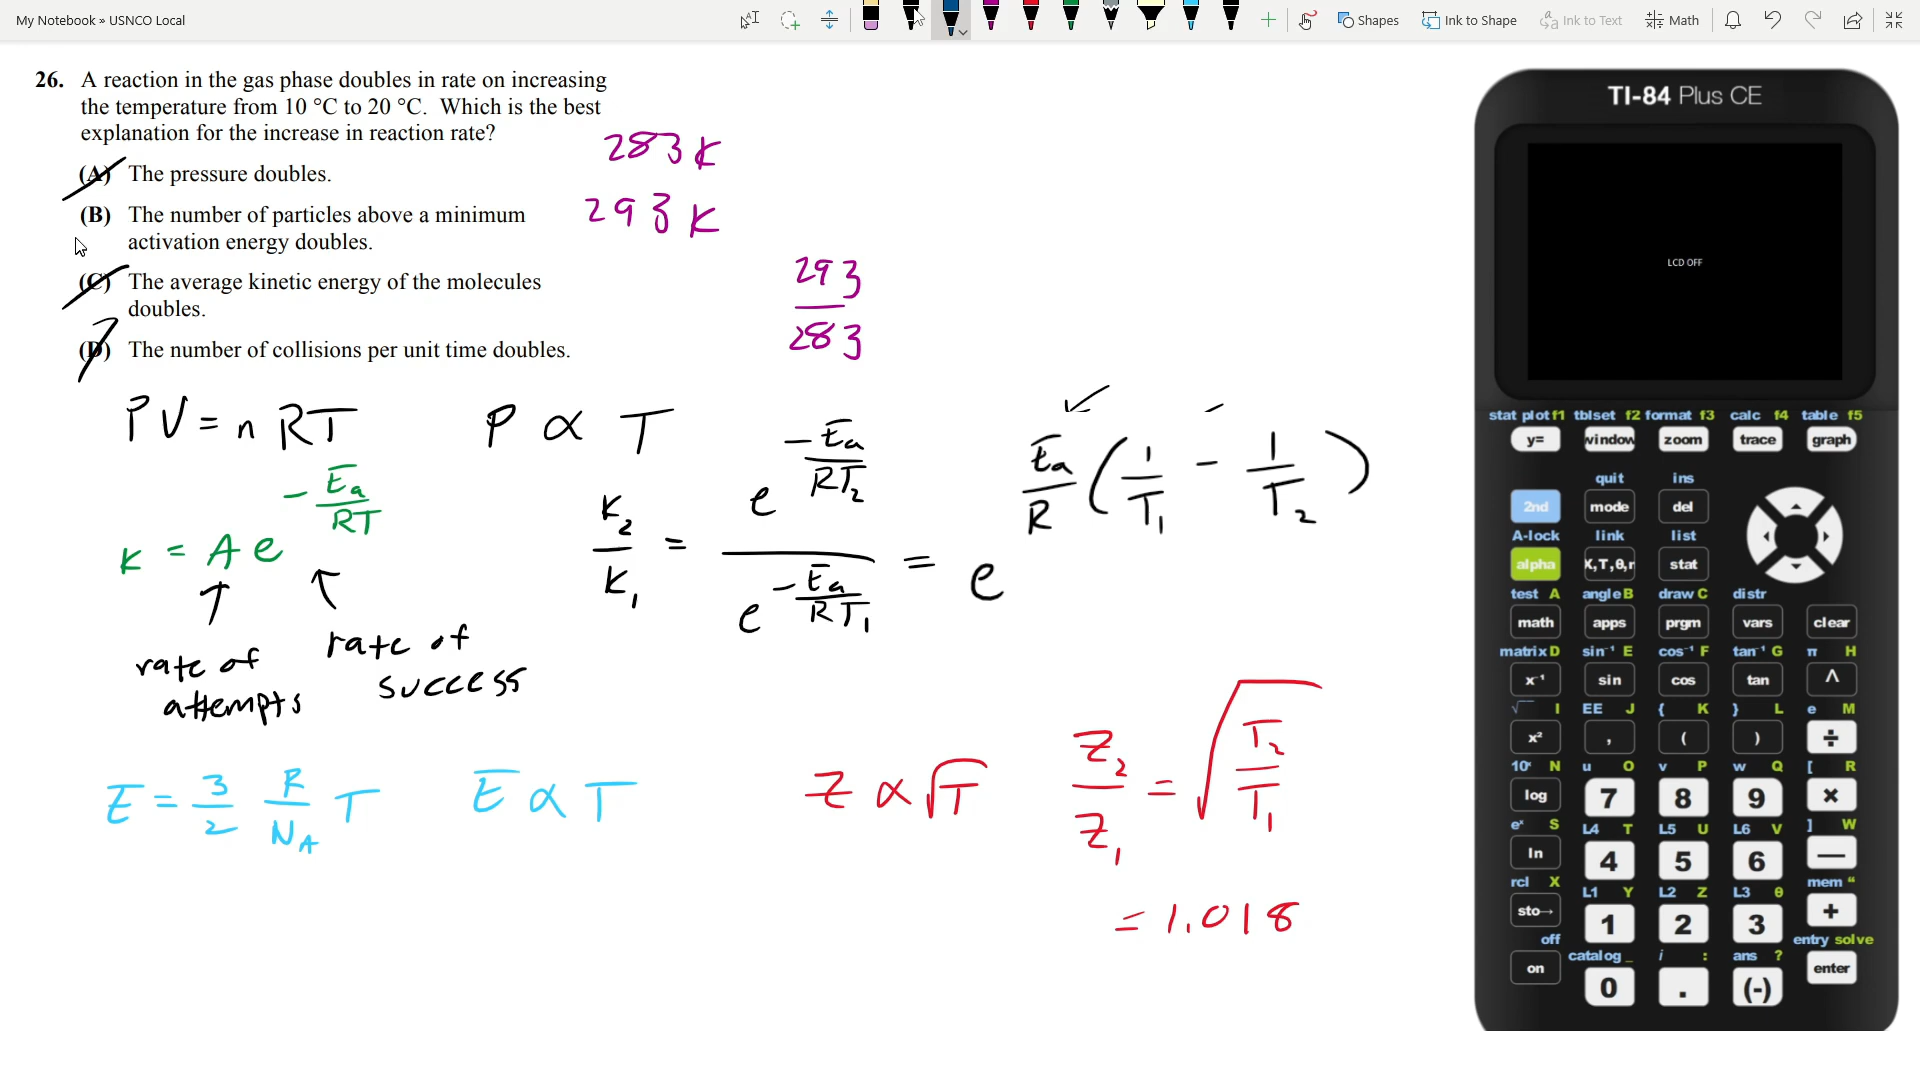 My Notebook » USNCO Local
Shapes
Ink to Shape
Ink to Text
Math
26. A reaction in the gas phase doubles in rate on increasing
the temperature from 10 °C to 20 °C. Which is the best
explanation for the increase in reaction rate?
(A) The pressure doubles.
(B) The number of particles above a minimum
activation energy doubles.
(C) The average kinetic energy of the molecules
doubles.
(D) The number of collisions per unit time doubles.
283 K
293 K
293
283
PV = nRT
P ∝ T
k = A e^(-Ea/RT)
rate of
attempts
rate of
success
K₂/K₁ = e^(-Ea/RT₂) / e^(-Ea/RT₁) = e^(Ea/R (1/T₁ - 1/T₂))
E = 3/2 R/N_A T
E ∝ T
Z ∝ √T
Z₂/Z₁ = √(T₂/T₁)
= 1.018
TI-84 Plus CE
LCD OFF
stat plot f1 tblset f2 format f3 calc f4 table f5
y= window zoom trace graph
quit ins
2nd mode del
A-lock link list
alpha X,T,θ,n stat
test A angle B draw C distr
math apps prgm vars clear
matrix D sin⁻¹ E cos⁻¹ F tan⁻¹ G π H
x⁻¹ sin cos tan ^
√ I EE J { K } L e M
x² , ( ) ÷
10ˣ N u O v P w Q [ R
log 7 8 9 ×
eˣ S L4 T L5 U L6 V ] W
ln 4 5 6 —
rcl X L1 Y L2 Z L3 θ mem "
sto→ 1 2 3 +
off catalog _ i : ans ? entry solve
on 0 . (-) enter